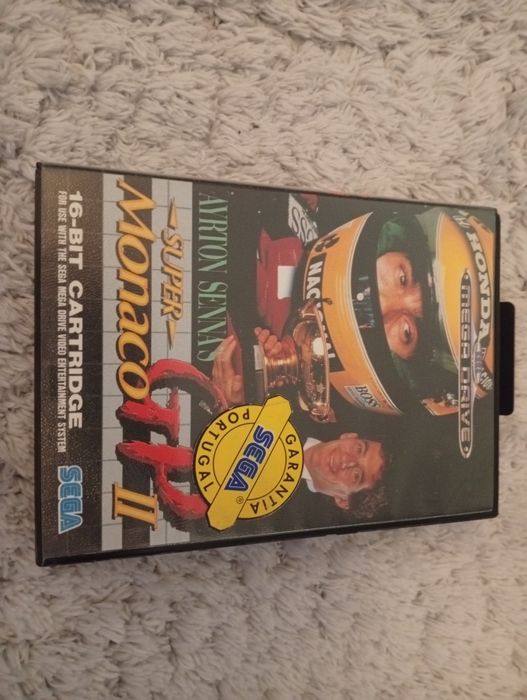 MEGA DRIVE
HONDA
NACIONAL
BOSS
AYRTON SENNA'S
SUPER
Monaco GP II
GARANTIA
SEGA®
PORTUGAL
16-BIT CARTRIDGE
FOR USE WITH THE SEGA MEGA DRIVE VIDEO ENTERTAINMENT SYSTEM
SEGA